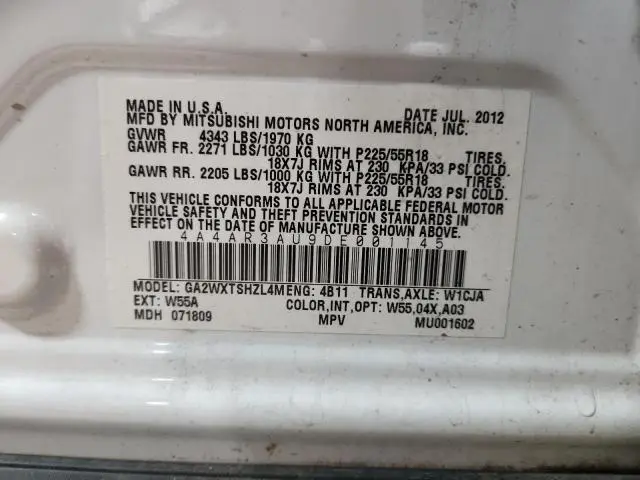 MADE IN U.S.A. DATE JUL. 2012
MFD BY MITSUBISHI MOTORS NORTH AMERICA, INC.
GVWR 4343 LBS/1970 KG
GAWR FR. 2271 LBS/1030 KG WITH P225/55R18 TIRES,
18X7J RIMS AT 230 KPA/33 PSI COLD.
GAWR RR. 2205 LBS/1000 KG WITH P225/55R18 TIRES,
18X7J RIMS AT 230 KPA/33 PSI COLD.
THIS VEHICLE CONFORMS TO ALL APPLICABLE FEDERAL MOTOR
VEHICLE SAFETY AND THEFT PREVENTION STANDARDS IN
EFFECT ON THE DATE OF MANUFACTURE SHOWN ABOVE.
4A4AR3AU9DE001145
MODEL: GA2WXTSHZL4M ENG: 4B11 TRANS,AXLE: W1CJA
EXT: W55A COLOR,INT,OPT: W55,04X,A03
MDH 071809 MPV MU001602